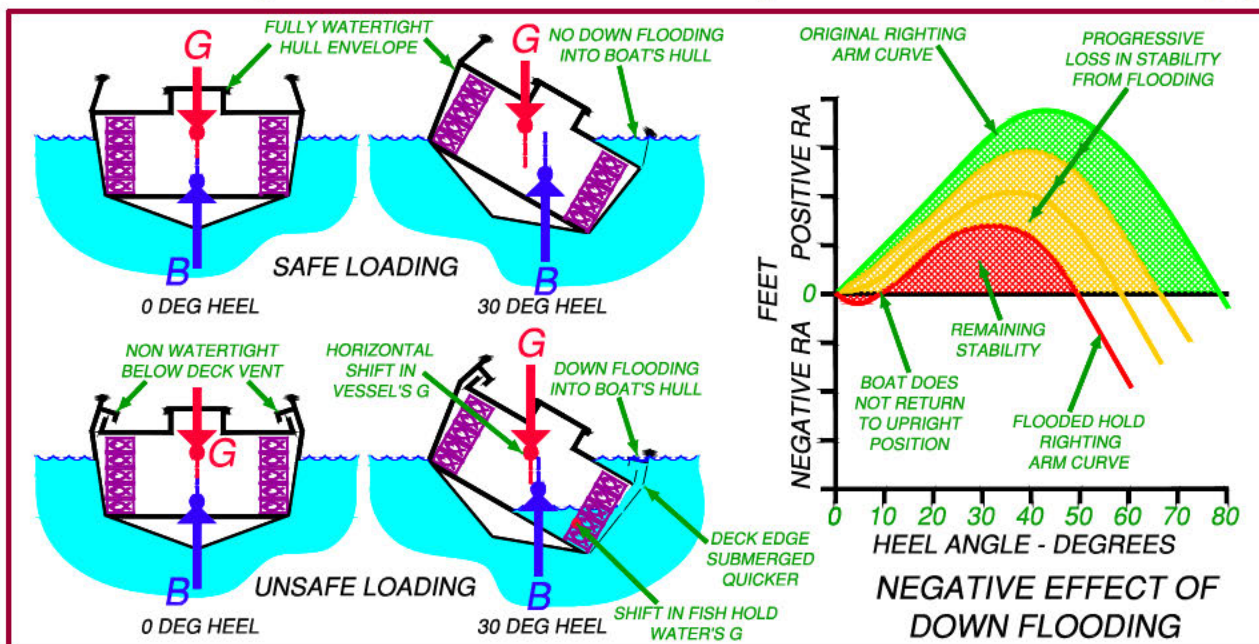 G
FULLY WATERTIGHT
HULL ENVELOPE
G
NO DOWN FLOODING
INTO BOAT'S HULL
B
SAFE LOADING
B
0 DEG HEEL
30 DEG HEEL
NON WATERTIGHT
BELOW DECK VENT
HORIZONTAL
SHIFT IN
VESSEL'S G
G
DOWN FLOODING
INTO BOAT'S HULL
G
B
UNSAFE LOADING
B
DECK EDGE
SUBMERGED
QUICKER
0 DEG HEEL
30 DEG HEEL
SHIFT IN FISH HOLD
WATER'S G
ORIGINAL RIGHTING
ARM CURVE
PROGRESSIVE
LOSS IN STABILITY
FROM FLOODING
FEET
POSITIVE RA
NEGATIVE RA
0
REMAINING
STABILITY
BOAT DOES
NOT RETURN
TO UPRIGHT
POSITION
FLOODED HOLD
RIGHTING
ARM CURVE
0 10 20 30 40 50 60 70 80
HEEL ANGLE - DEGREES
NEGATIVE EFFECT OF
DOWN FLOODING